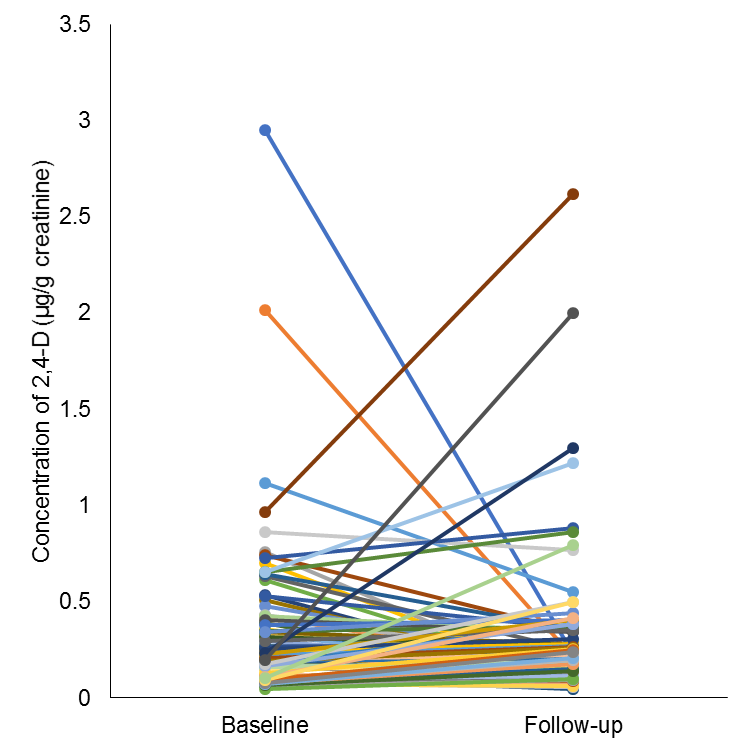 Concentration of 2,4-D (µg/g creatinine)
3.5
3
2.5
2
1.5
1
0.5
0
Baseline
Follow-up